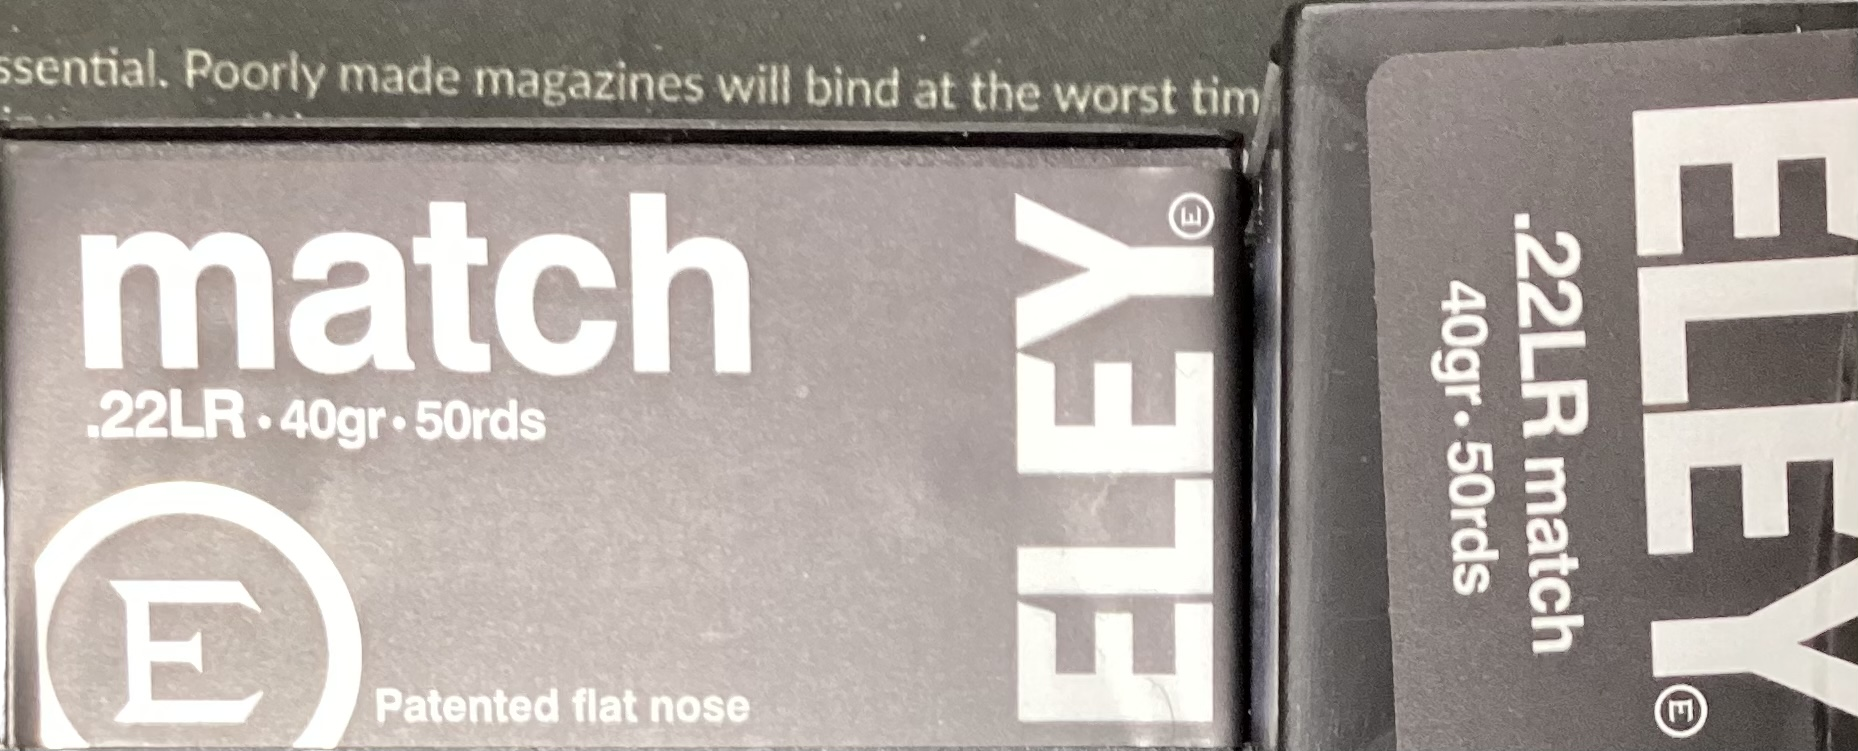 ssential. Poorly made magazines will bind at the worst tim
match
.22LR • 40gr • 50rds
E
Patented flat nose
ELEY
E
ELEY
E
.22LR match
40gr • 50rds